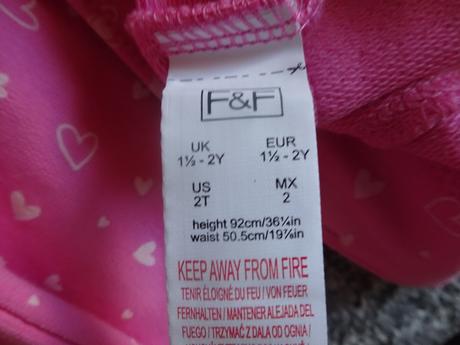 F&F
UK EUR
1½ - 2Y 1½ - 2Y
US MX
2T 2
height 92cm/36¼in
waist 50.5cm/19⅞in
KEEP AWAY FROM FIRE
TENIR ÉLOIGNÉ DU FEU / VON FEUER
FERNHALTEN / MANTENER ALEJADA DEL
FUEGO / TRZYMAĆ Z DALA OD OGNIA /